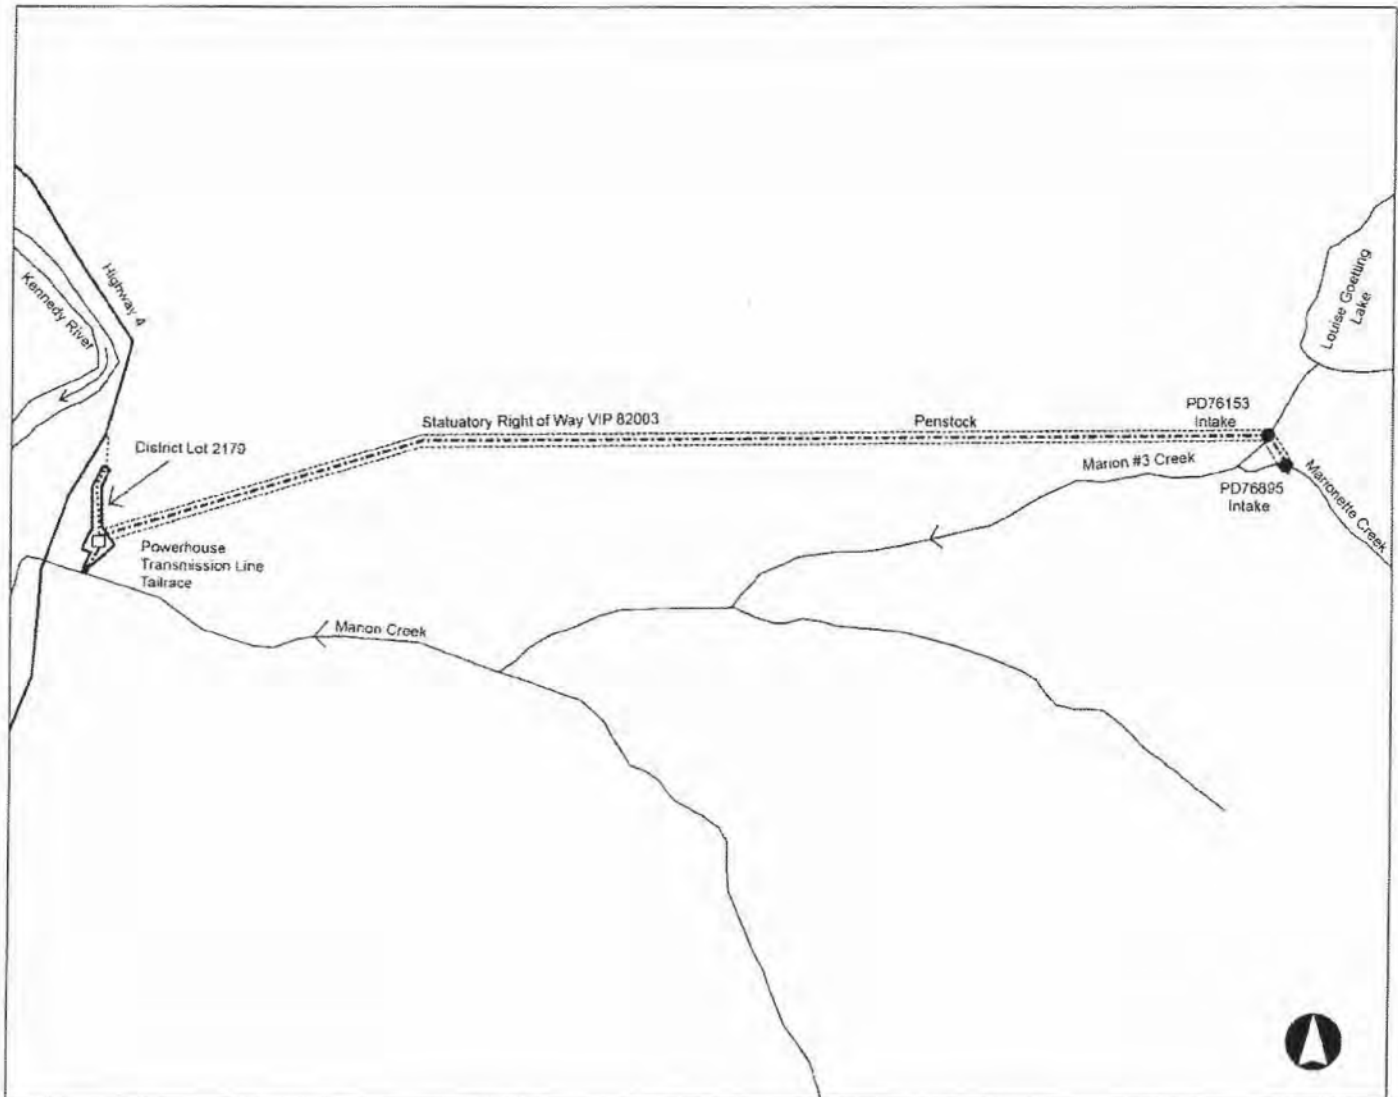 Kennedy River
Highway 4
Louise Goetting
Lake
Statuatory Right of Way VIP 82003
Penstock
PD76153
Intake
District Lot 2179
Marion #3 Creek
PD76895
Intake
Marionette Creek
Powerhouse
Transmission Line
Tailrace
Marion Creek